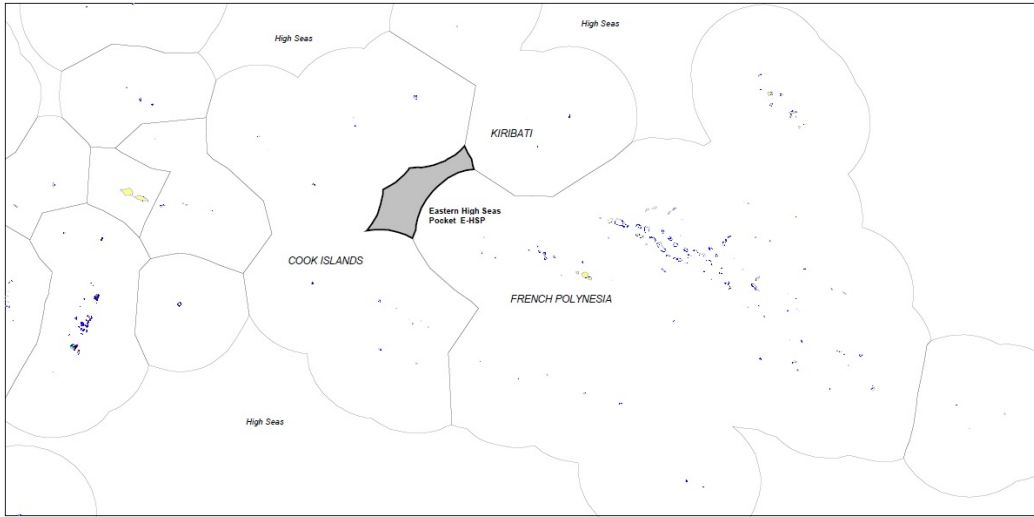 High Seas
High Seas
KIRIBATI
Eastern High Seas
Pocket E-HSP
COOK ISLANDS
FRENCH POLYNESIA
High Seas